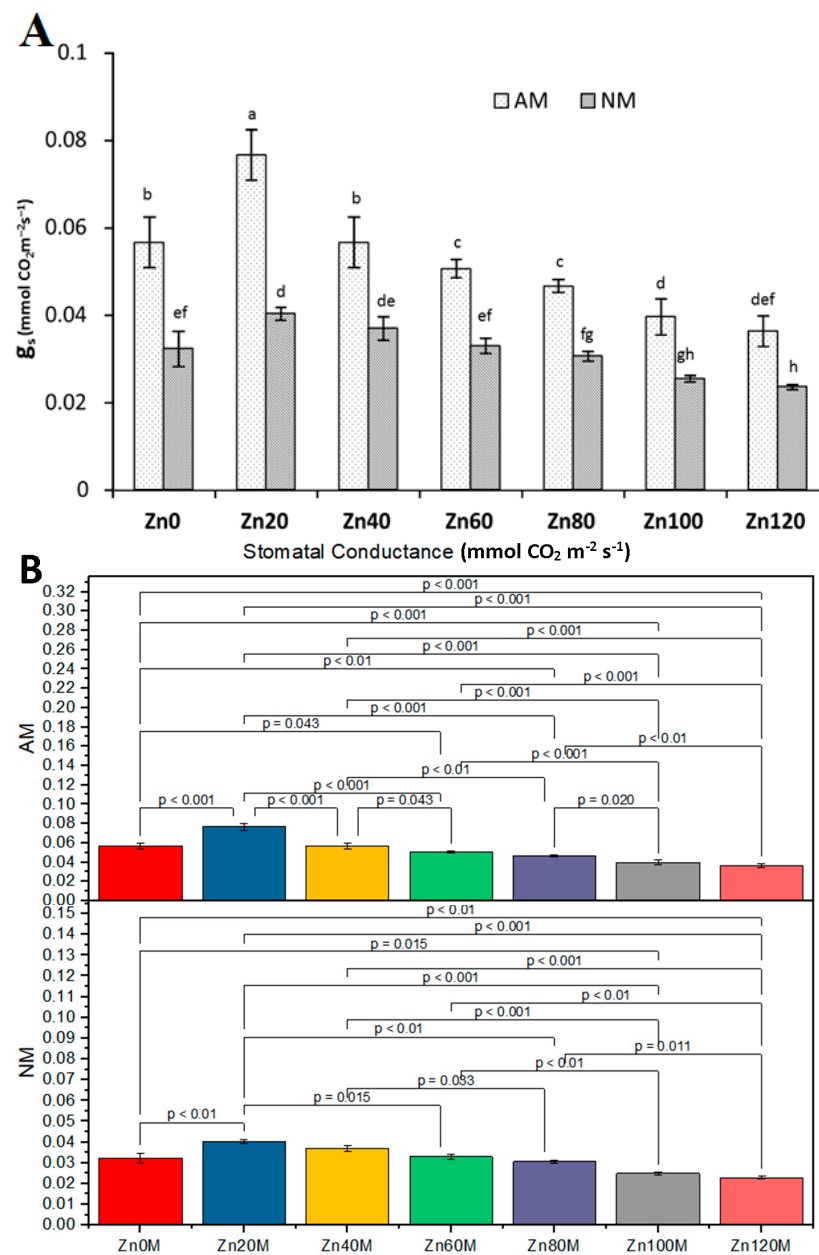 A
0.1
AM NM
a
0.08
b b
0.06
c
c
d
d def
ef de
0.04
ef
fg
gh
h
0.02
0
gs (mmol CO₂m⁻²s⁻¹)
Zn0 Zn20 Zn40 Zn60 Zn80 Zn100 Zn120
Stomatal Conductance (mmol CO₂ m⁻² s⁻¹)
B
0.32
p < 0.001
0.30
p < 0.001
0.28
p < 0.001
p < 0.001
0.26
p < 0.001
0.24
p < 0.01
0.22
p < 0.001
p < 0.001
0.20
p < 0.001
0.18
p = 0.043
0.16
p < 0.01
p < 0.001
0.14
p < 0.01
0.12
p < 0.001
0.10
p < 0.001 p < 0.001 p = 0.043 p = 0.020
0.08
0.06
0.04
0.02
0.00
AM
0.15
p < 0.01
0.14
p < 0.001
p = 0.015
0.13
p < 0.001
0.12
p < 0.001
0.11
p < 0.01
p < 0.001
0.10
p < 0.01
0.09
p = 0.011
0.08
p < 0.01
0.07
p = 0.033
0.06
p = 0.015
0.05
p < 0.01
0.04
0.03
0.02
0.01
0.00
NM
Zn0M Zn20M Zn40M Zn60M Zn80M Zn100M Zn120M